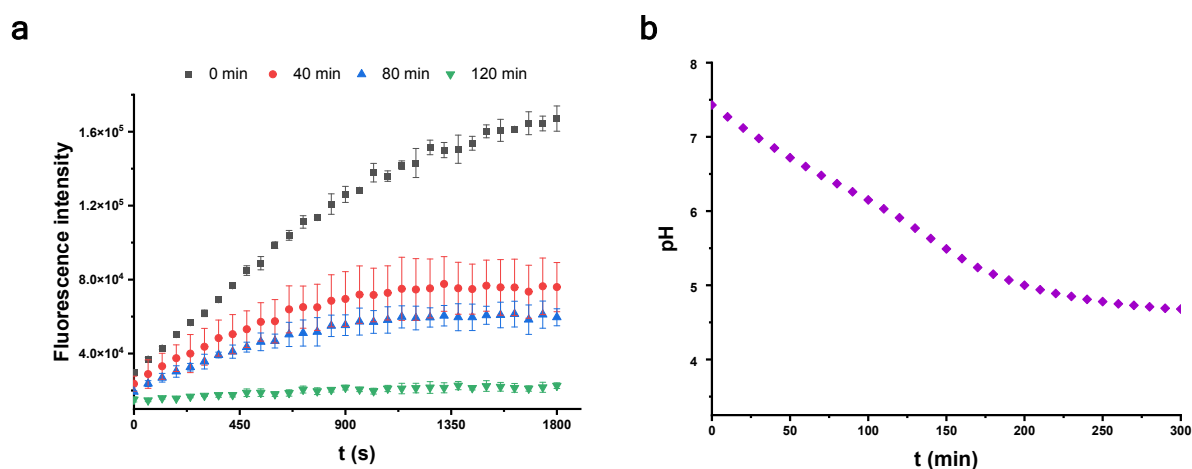 a
0 min 40 min 80 min 120 min
Fluorescence intensity
1.6×10⁵
1.2×10⁵
8.0×10⁴
4.0×10⁴
0 450 900 1350 1800
t (s)
b
pH
8
7
6
5
4
0 50 100 150 200 250 300
t (min)